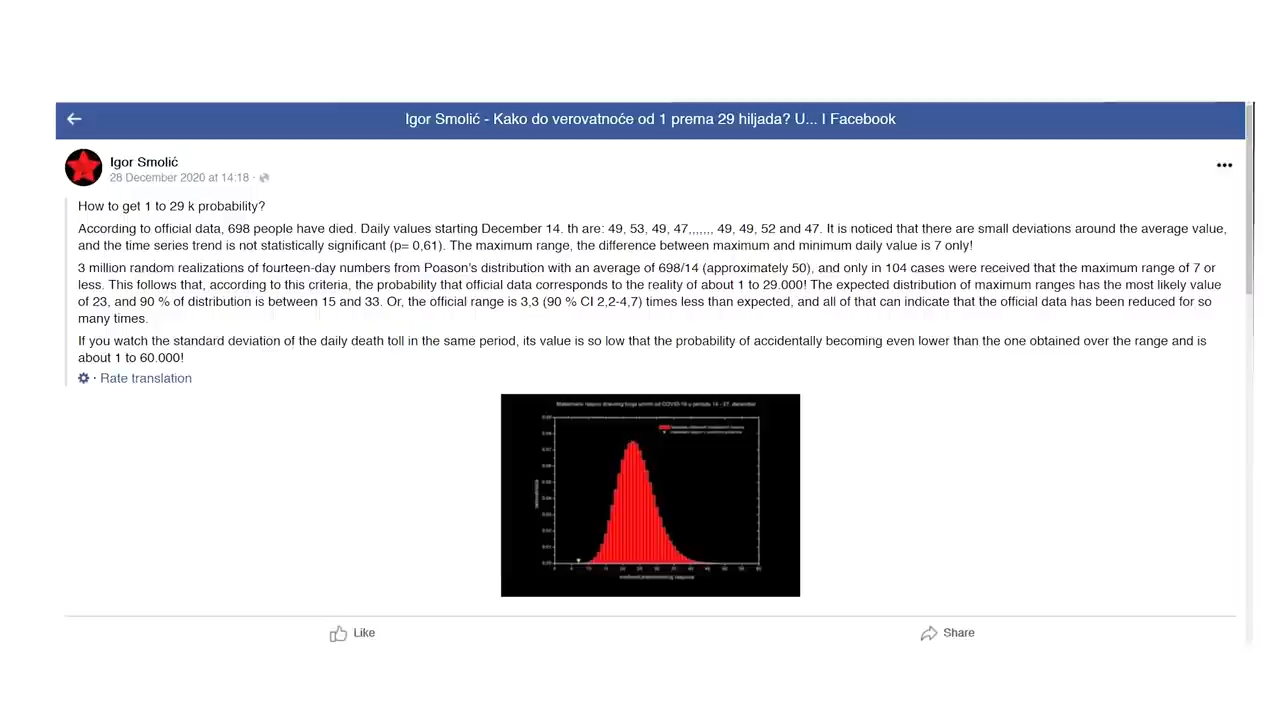 Igor Smolić - Kako do verovatnoće od 1 prema 29 hiljada? U... I Facebook
Igor Smolić
28 December 2020 at 14:18 ·
How to get 1 to 29 k probability?
According to official data, 698 people have died. Daily values starting December 14. th are: 49, 53, 49, 47,,,,,,, 49, 49, 52 and 47. It is noticed that there are small deviations around the average value,
and the time series trend is not statistically significant (p= 0,61). The maximum range, the difference between maximum and minimum daily value is 7 only!
3 million random realizations of fourteen-day numbers from Poason's distribution with an average of 698/14 (approximately 50), and only in 104 cases were received that the maximum range of 7 or
less. This follows that, according to this criteria, the probability that official data corresponds to the reality of about 1 to 29.000! The expected distribution of maximum ranges has the most likely value
of 23, and 90 % of distribution is between 15 and 33. Or, the official range is 3,3 (90 % CI 2,2-4,7) times less than expected, and all of that can indicate that the official data has been reduced for so
many times.
If you watch the standard deviation of the daily death toll in the same period, its value is so low that the probability of accidentally becoming even lower than the one obtained over the range and is
about 1 to 60.000!
· Rate translation
Like
Share